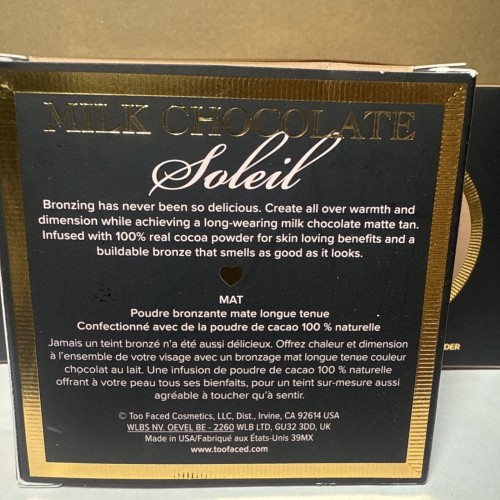 MILK CHOCOLATE
Soleil
Bronzing has never been so delicious. Create all over warmth and
dimension while achieving a long-wearing milk chocolate matte tan.
Infused with 100% real cocoa powder for skin loving benefits and a
buildable bronze that smells as good as it looks.
MAT
Poudre bronzante mate longue tenue
Confectionné avec de la poudre de cacao 100 % naturelle
Jamais un teint bronzé n'a été aussi délicieux. Offrez chaleur et dimension
à l'ensemble de votre visage avec un bronzage mat longue tenue couleur
chocolat au lait. Une infusion de poudre de cacao 100 % naturelle
offrant à votre peau tous ses bienfaits, pour un teint sur-mesure aussi
agréable à toucher qu'à sentir.
© Too Faced Cosmetics, LLC, Dist., Irvine, CA 92614 USA
WLBS NV. OEVEL BE - 2260 WLB LTD, GU32 3DD, UK
Made in USA/Fabriqué aux États-Unis 39MX
www.toofaced.com